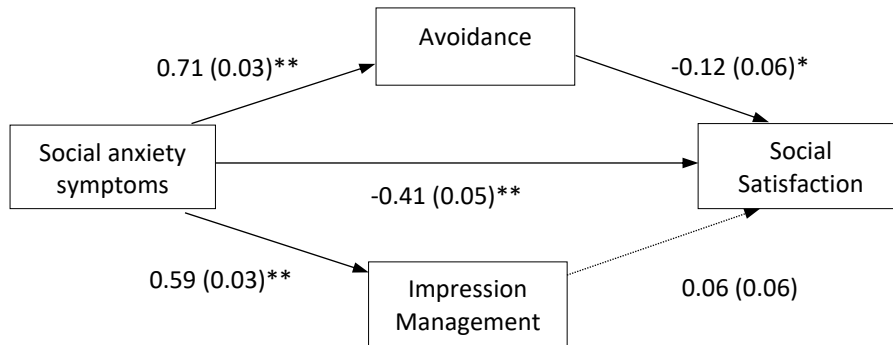 Avoidance
0.71 (0.03)**
-0.12 (0.06)*
Social anxiety
symptoms
Social
Satisfaction
-0.41 (0.05)**
0.59 (0.03)**
Impression
Management
0.06 (0.06)